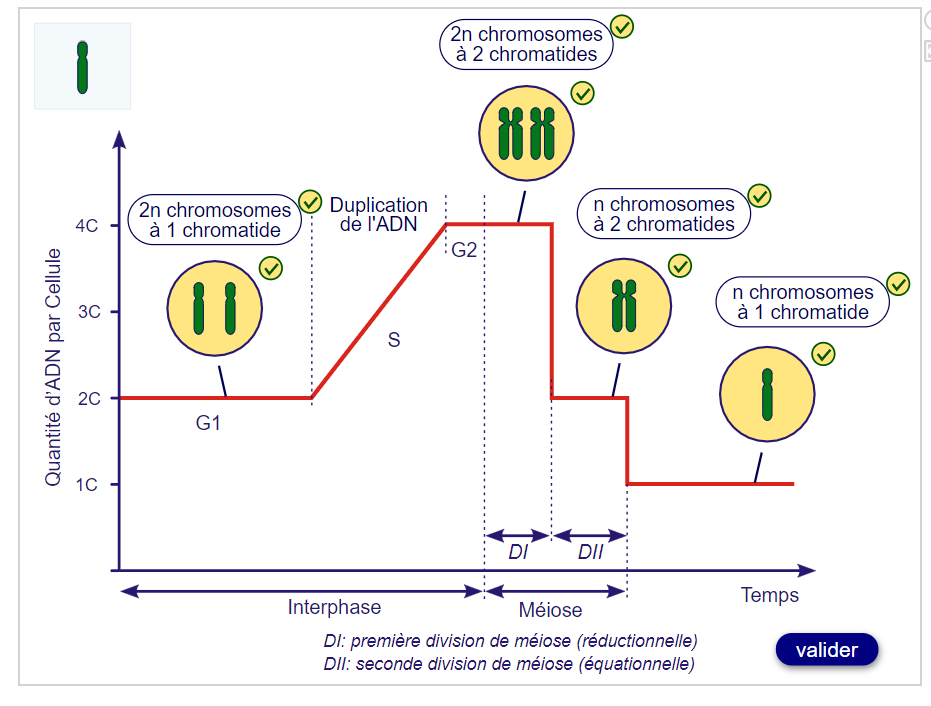 2n chromosomes
à 2 chromatides
2n chromosomes
à 1 chromatide
Duplication
de l'ADN
n chromosomes
à 2 chromatides
n chromosomes
à 1 chromatide
Quantité d'ADN par Cellule
4C
3C
2C
1C
G1
S
G2
DI
DII
Interphase
Méiose
Temps
DI: première division de méiose (réductionnelle)
DII: seconde division de méiose (équationnelle)
valider